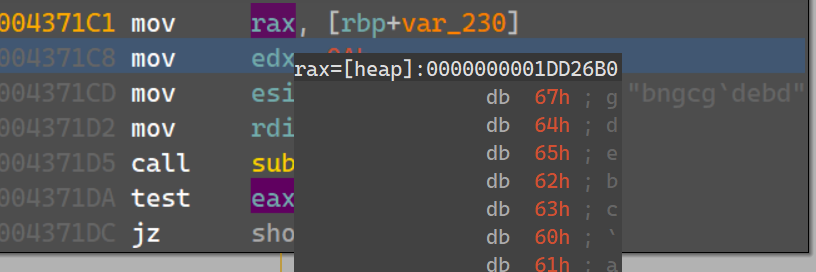 004371C1 mov rax, [rbp+var_230]
004371C8 mov edx
rax=[heap]:0000000001DD26B0
004371CD mov esi db 67h ; g "bngcg`debd"
004371D2 mov rdi db 64h ; d
004371D5 call sub db 65h ; e
004371DA test eax db 62h ; b
004371DC jz sho db 63h ; c
db 60h ; `
db 61h ; a